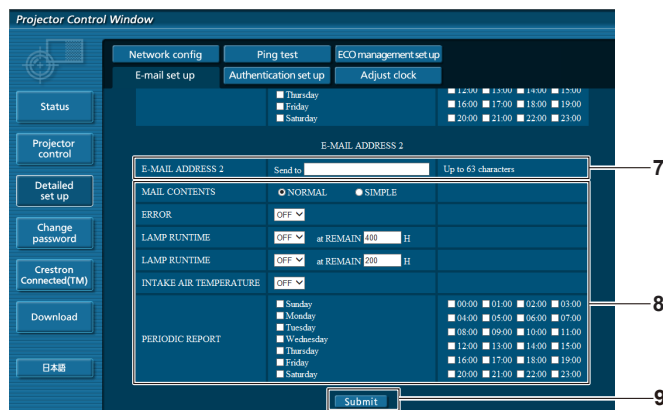 Projector Control Window
Network config
Ping test
ECO management set up
E-mail set up
Authentication set up
Adjust clock
Status
Projector
control
Detailed
set up
Change
password
Crestron
Connected(TM)
Download
日本語
Thursday
Friday
Saturday
12:00 13:00 14:00 15:00
16:00 17:00 18:00 19:00
20:00 21:00 22:00 23:00
E-MAIL ADDRESS 2
E-MAIL ADDRESS 2 Send to Up to 63 characters
7
MAIL CONTENTS NORMAL SIMPLE
ERROR OFF
LAMP RUNTIME OFF at REMAIN 400 H
LAMP RUNTIME OFF at REMAIN 200 H
INTAKE AIR TEMPERATURE OFF
8
PERIODIC REPORT
Sunday
Monday
Tuesday
Wednesday
Thursday
Friday
Saturday
00:00 01:00 02:00 03:00
04:00 05:00 06:00 07:00
08:00 09:00 10:00 11:00
12:00 13:00 14:00 15:00
16:00 17:00 18:00 19:00
20:00 21:00 22:00 23:00
Submit
9